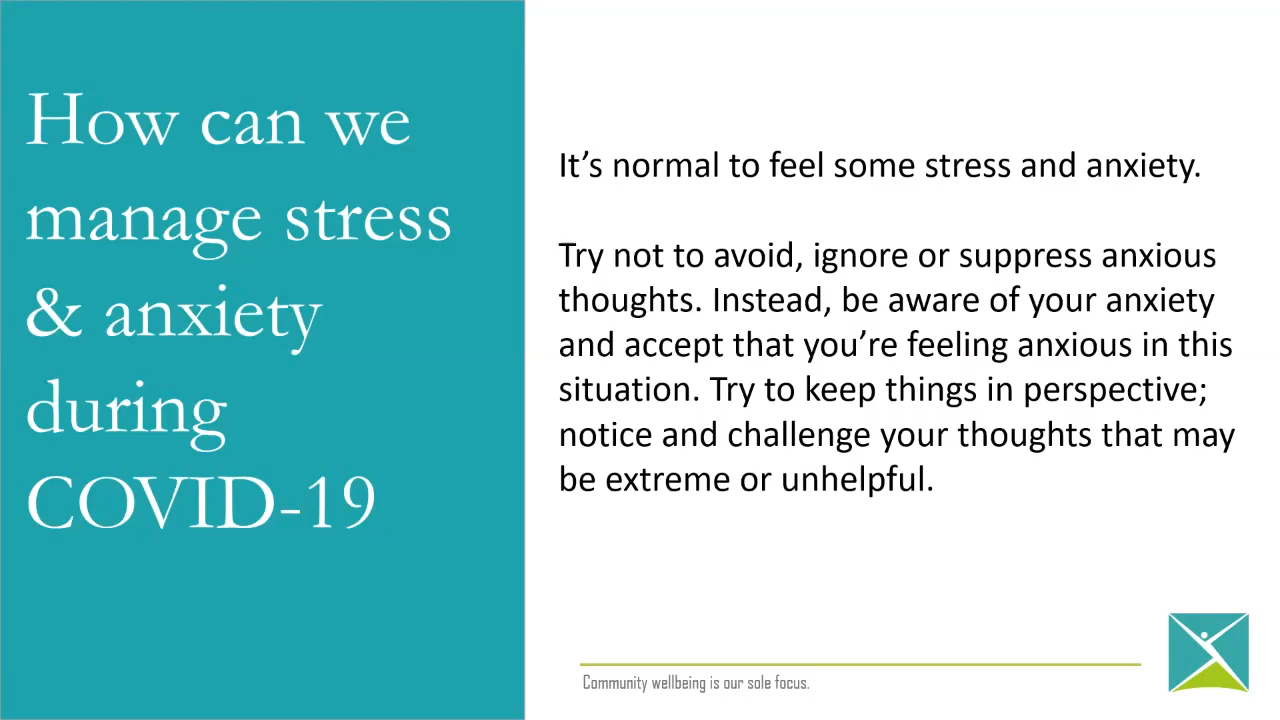 How can we
manage stress
& anxiety
during
COVID-19
It’s normal to feel some stress and anxiety.
Try not to avoid, ignore or suppress anxious
thoughts. Instead, be aware of your anxiety
and accept that you’re feeling anxious in this
situation. Try to keep things in perspective;
notice and challenge your thoughts that may
be extreme or unhelpful.
Community wellbeing is our sole focus.